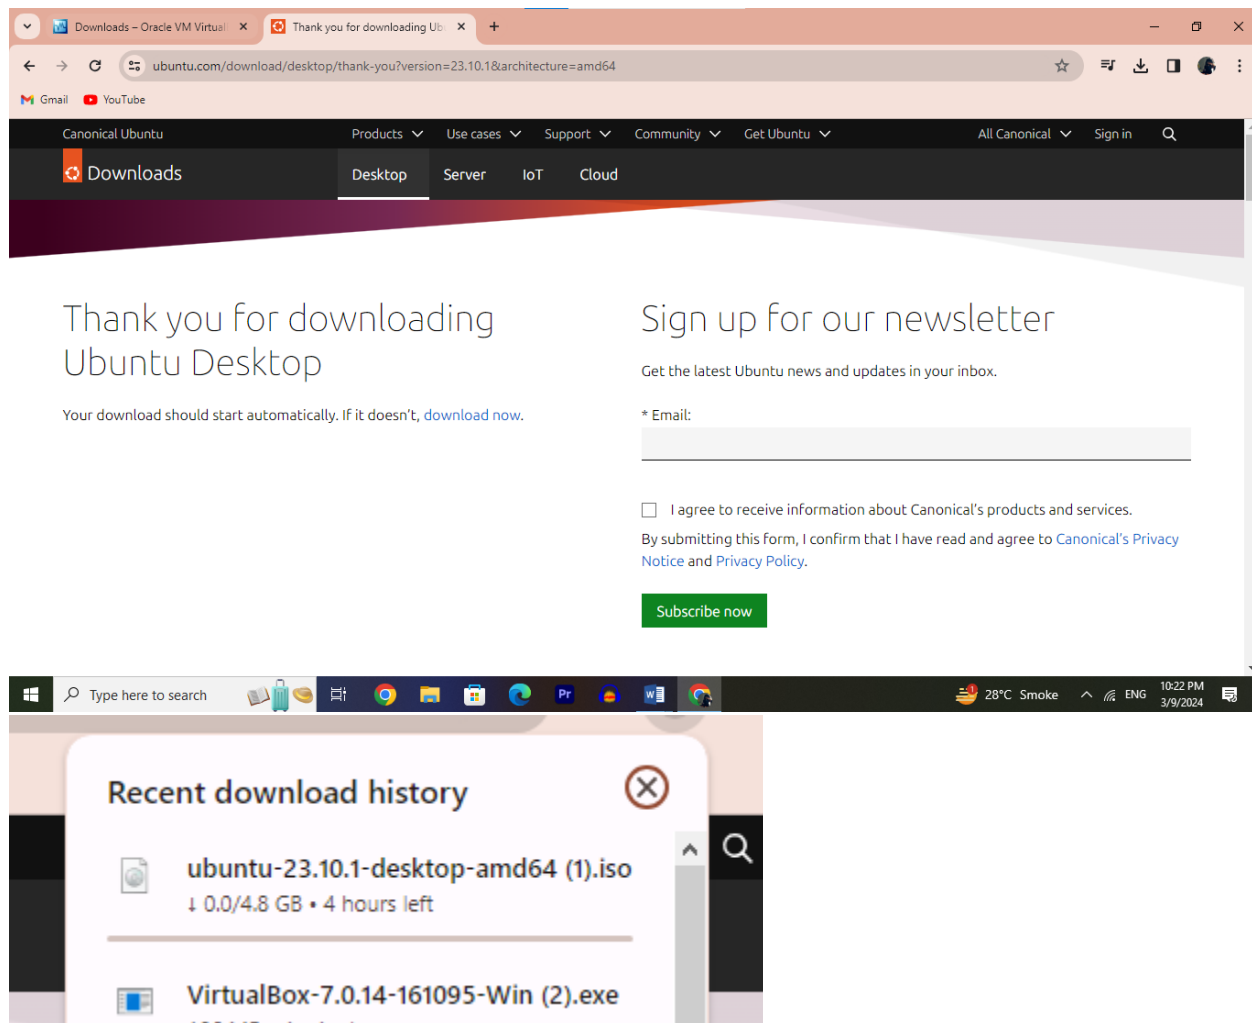 Downloads – Oracle VM Virtual
Thank you for downloading Ub
ubuntu.com/download/desktop/thank-you?version=23.10.1&architecture=amd64
Gmail YouTube
Canonical Ubuntu Products Use cases Support Community Get Ubuntu All Canonical Sign in
Downloads Desktop Server IoT Cloud
Thank you for downloading
Ubuntu Desktop
Your download should start automatically. If it doesn't, download now.
Sign up for our newsletter
Get the latest Ubuntu news and updates in your inbox.
* Email:
I agree to receive information about Canonical's products and services.
By submitting this form, I confirm that I have read and agree to Canonical's Privacy
Notice and Privacy Policy.
Subscribe now
Type here to search
Pr
W
1
28°C Smoke
ENG
10:22 PM
3/9/2024
Recent download history
ubuntu-23.10.1-desktop-amd64 (1).iso
↓ 0.0/4.8 GB • 4 hours left
VirtualBox-7.0.14-161095-Win (2).exe